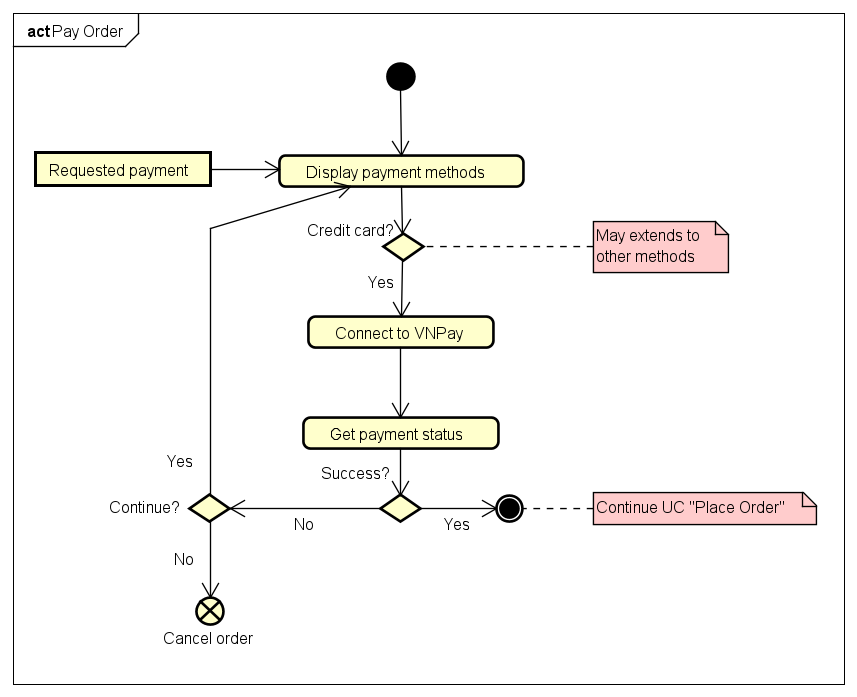 act Pay Order
Requested payment
Display payment methods
Credit card?
May extends to
other methods
Yes
Connect to VNPay
Get payment status
Yes
Success?
Continue?
No
Yes
Continue UC "Place Order"
No
Cancel order